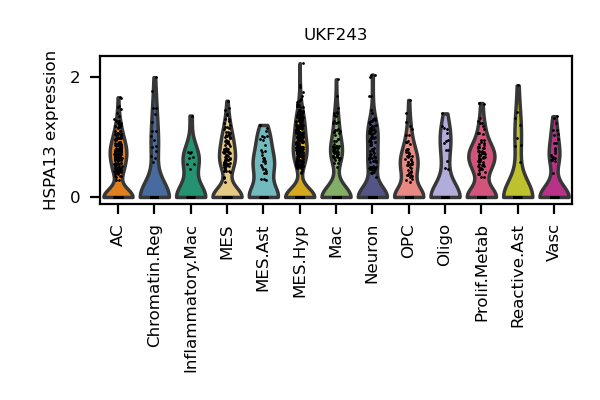 UKF243
HSPA13 expression
2
0
AC
Chromatin.Reg
Inflammatory.Mac
MES
MES.Ast
MES.Hyp
Mac
Neuron
OPC
Oligo
Prolif.Metab
Reactive.Ast
Vasc